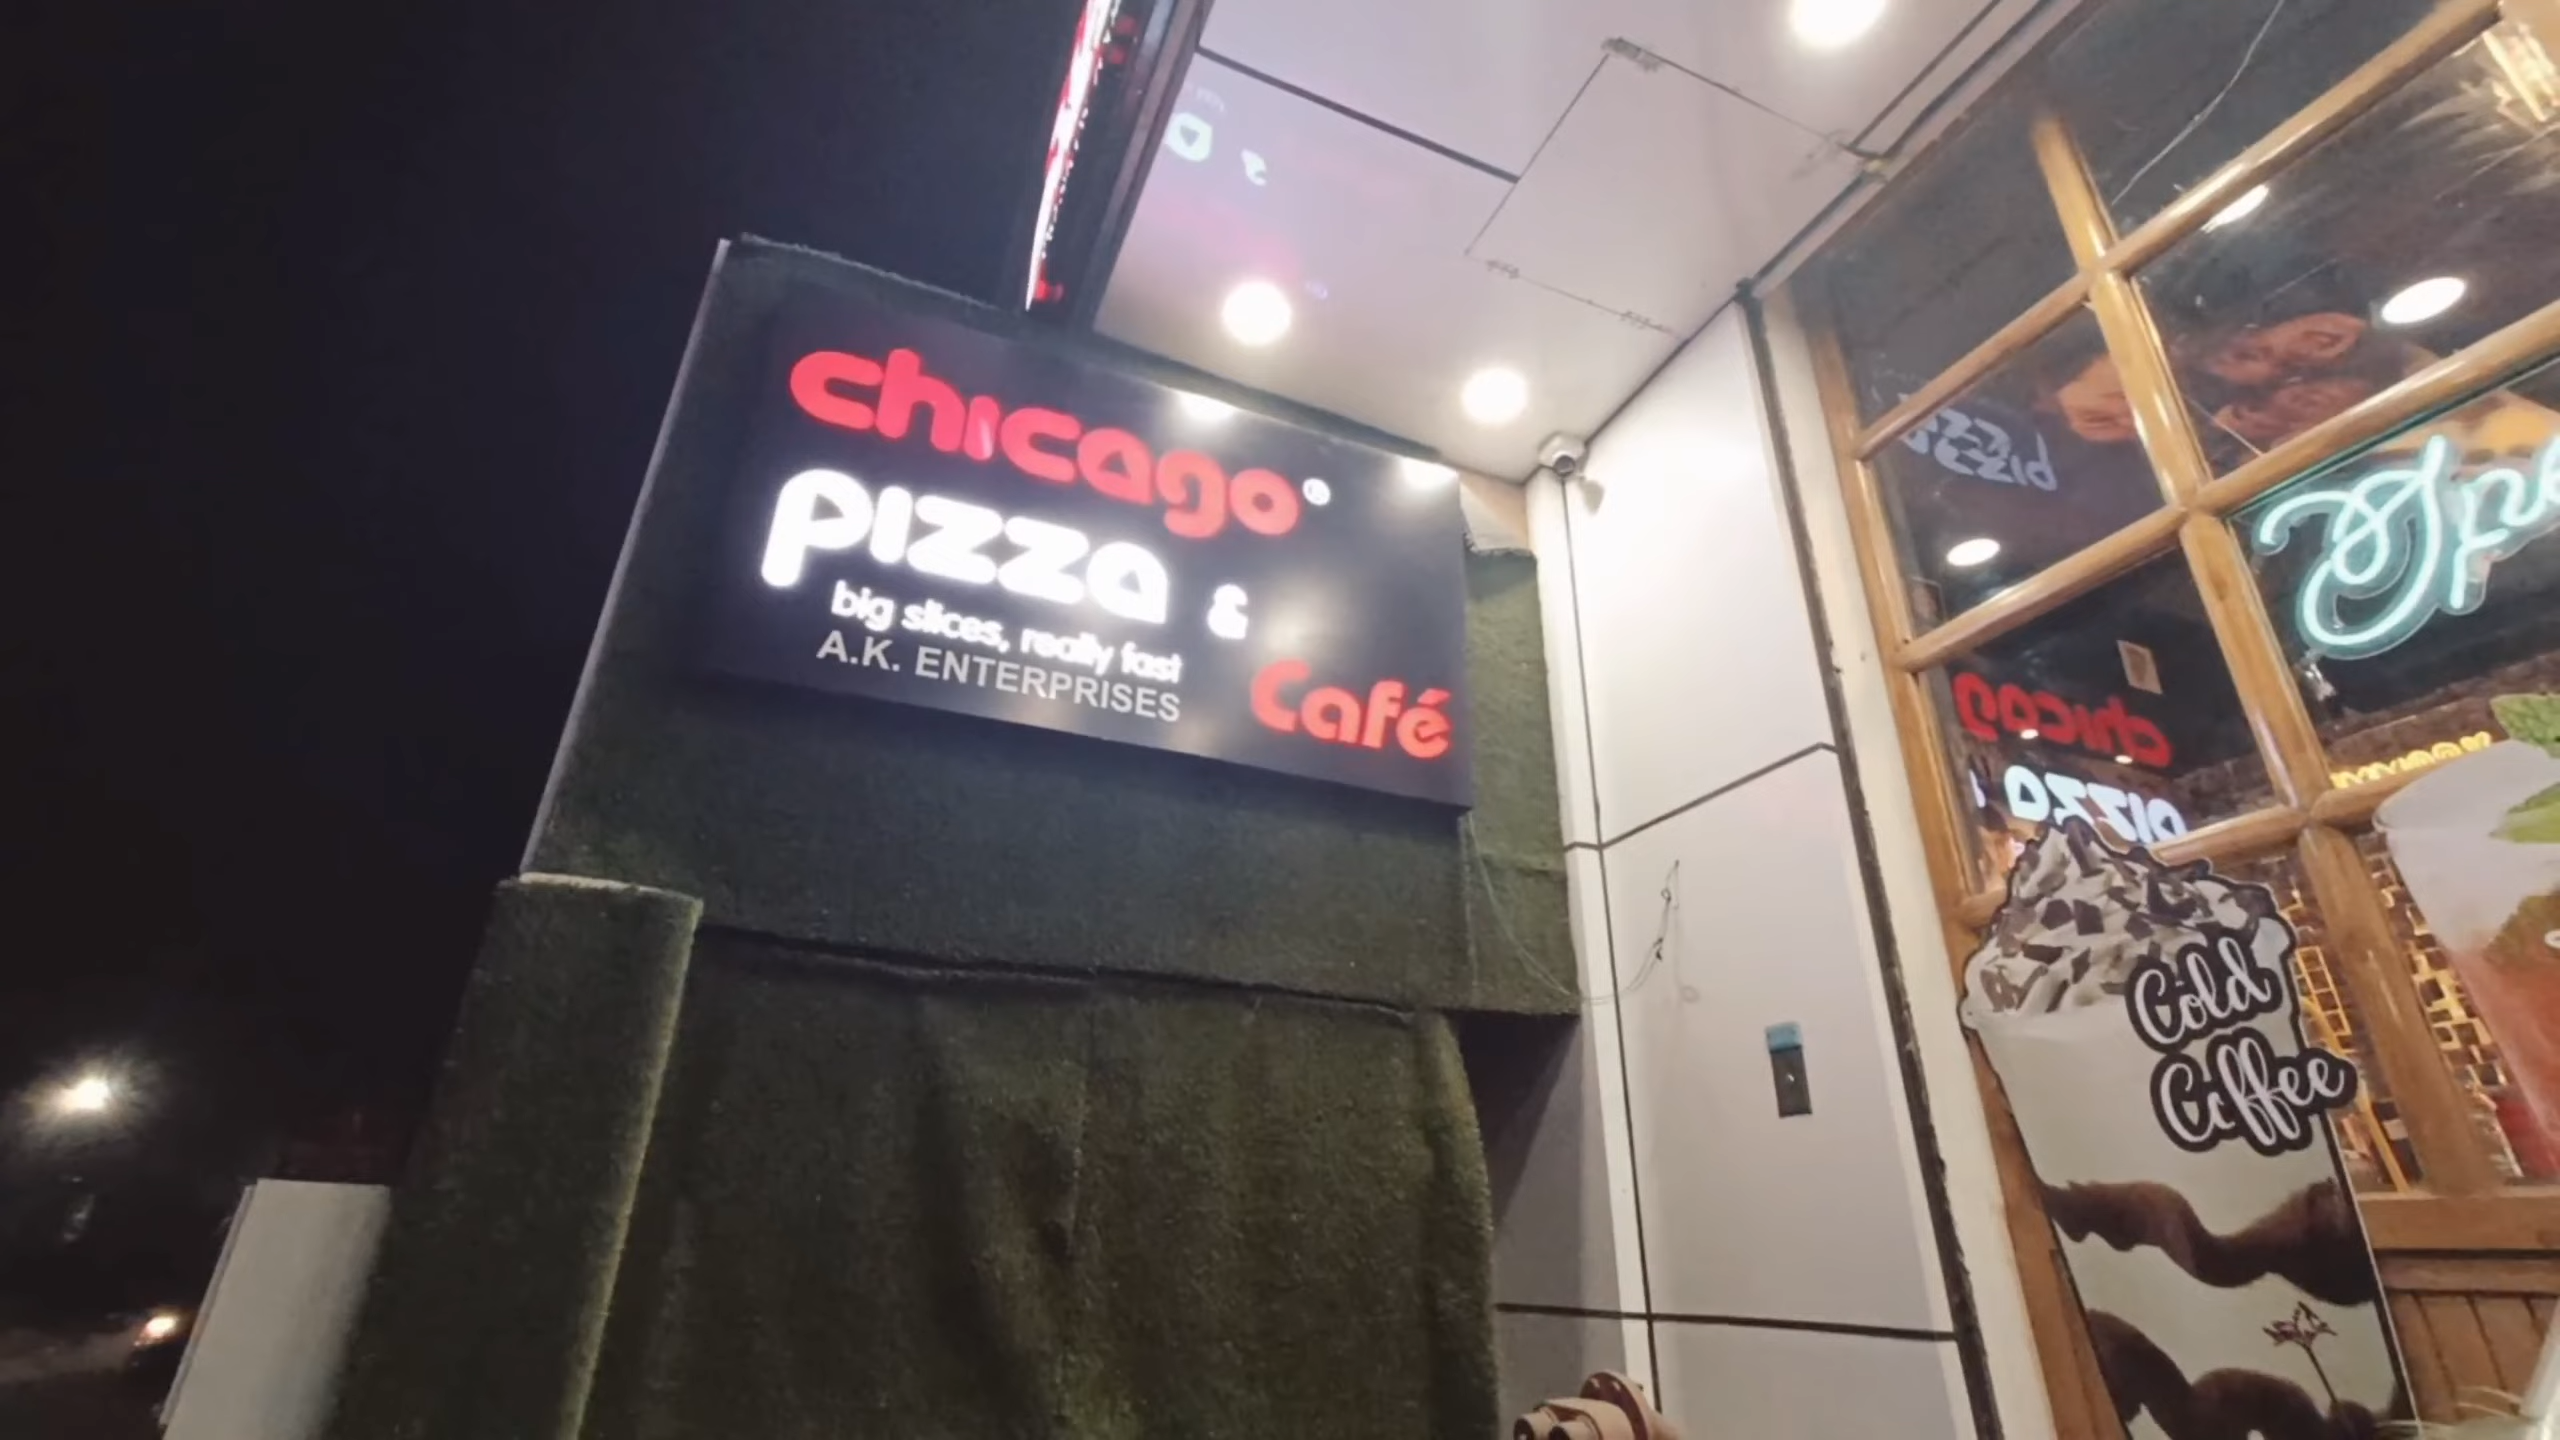 chicago®
pizza &
big slices, really fast
A.K. ENTERPRISES
Café
Cold
Coffee